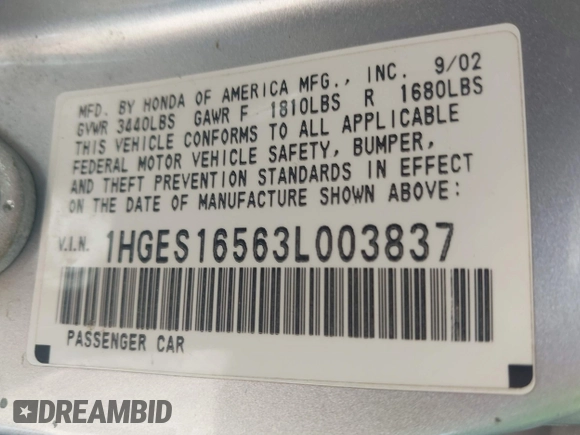 MFD. BY HONDA OF AMERICA MFG., INC. 9/02
GVWR 3440LBS GAWR F 1810LBS R 1680LBS
THIS VEHICLE CONFORMS TO ALL APPLICABLE
FEDERAL MOTOR VEHICLE SAFETY, BUMPER,
AND THEFT PREVENTION STANDARDS IN EFFECT
ON THE DATE OF MANUFACTURE SHOWN ABOVE:
V.I.N. 1HGES16563L003837
PASSENGER CAR
DREAMBID